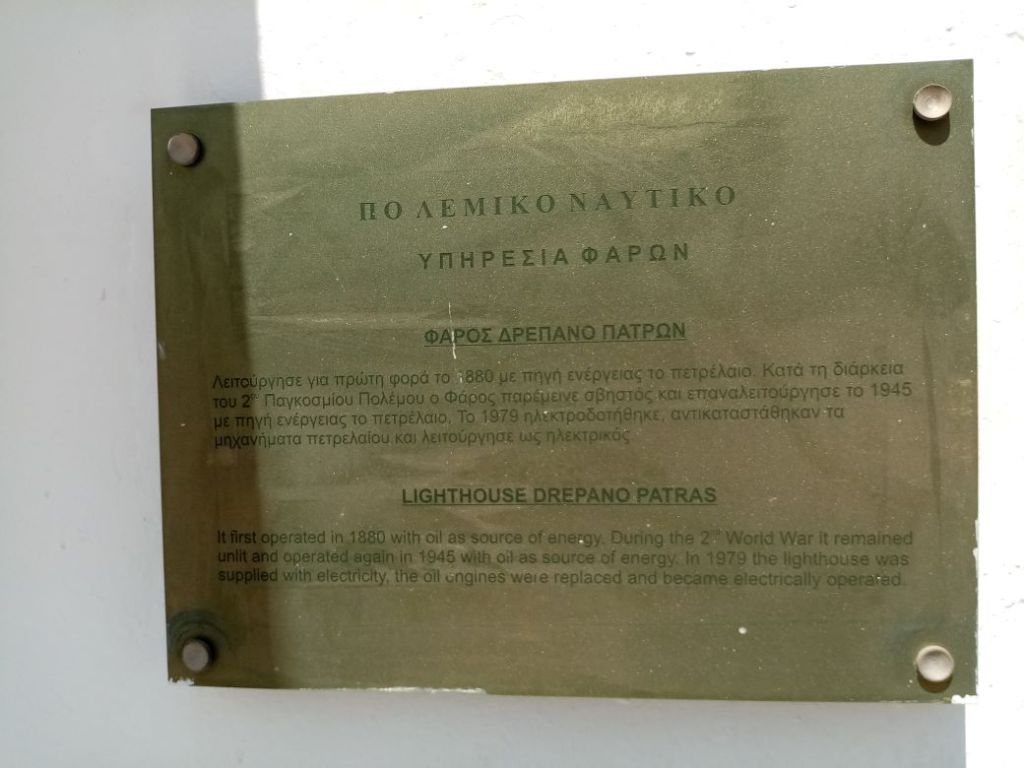 ΠΟΛΕΜΙΚΟ ΝΑΥΤΙΚΟ
ΥΠΗΡΕΣΙΑ ΦΑΡΩΝ
ΦΑΡΟΣ ΔΡΕΠΑΝΟ ΠΑΤΡΩΝ
Λειτούργησε για πρώτη φορά το 1880 με πηγή ενέργειας το πετρέλαιο. Κατά τη διάρκεια
του 2ου Παγκοσμίου Πολέμου ο Φάρος παρέμεινε σβηστός και επαναλειτούργησε το 1945
με πηγή ενέργειας το πετρέλαιο. Το 1979 ηλεκτροδοτήθηκε, αντικαταστάθηκαν τα
μηχανήματα πετρελαίου και λειτούργησε ως ηλεκτρικός.
LIGHTHOUSE DREPANO PATRAS
It first operated in 1880 with oil as source of energy. During the 2nd World War it remained
unlit and operated again in 1945 with oil as source of energy. In 1979 the lighthouse was
supplied with electricity, the oil engines were replaced and became electrically operated.